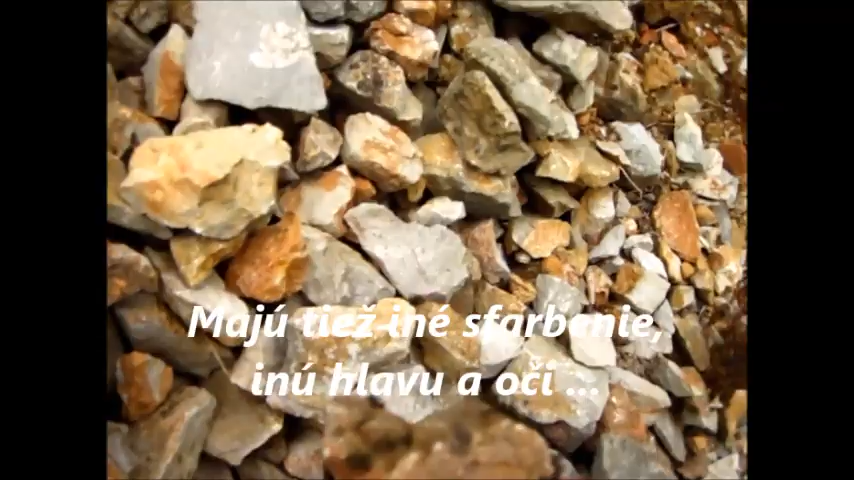 Majú tiež iné sfarbenie,
inú hlavu a oči ...